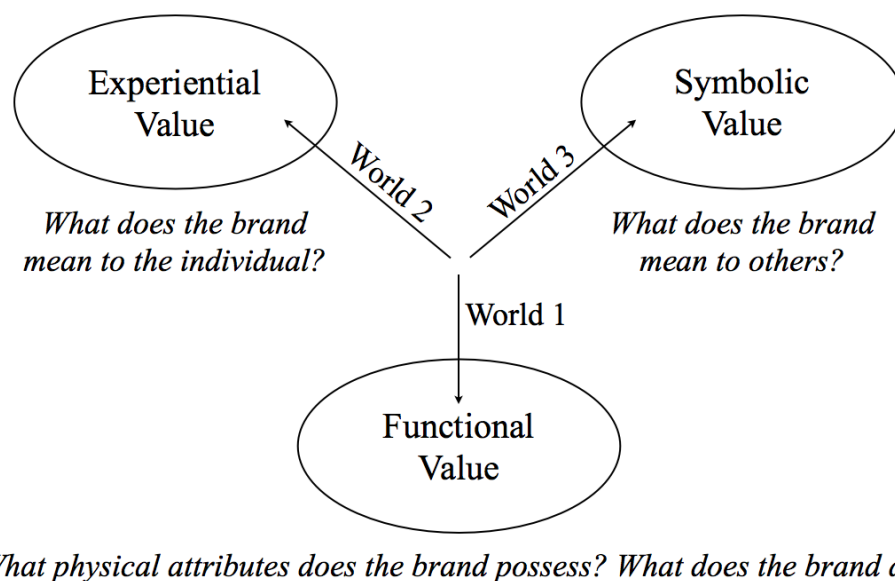 Experiential
Value
Symbolic
Value
World 2
World 3
What does the brand
mean to the individual?
What does the brand
mean to others?
World 1
Functional
Value
What physical attributes does the brand possess? What does the brand